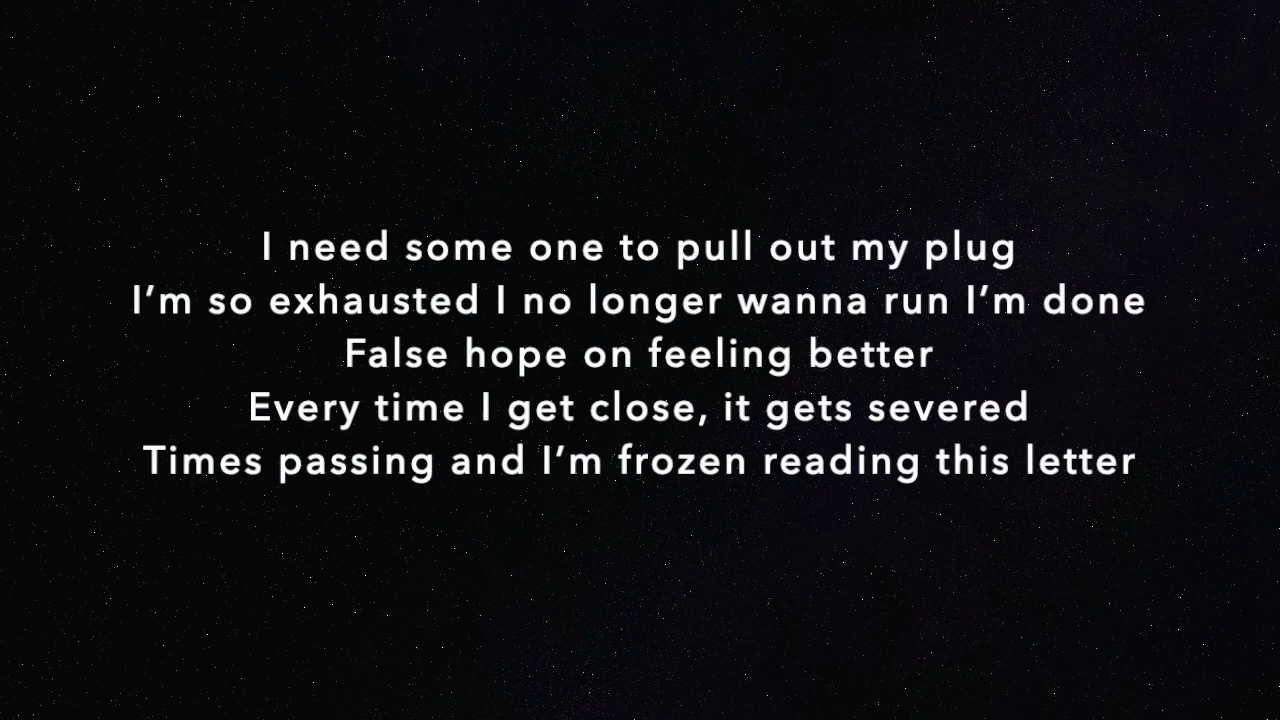 I need some one to pull out my plug
I’m so exhausted I no longer wanna run I’m done
False hope on feeling better
Every time I get close, it gets severed
Times passing and I’m frozen reading this letter